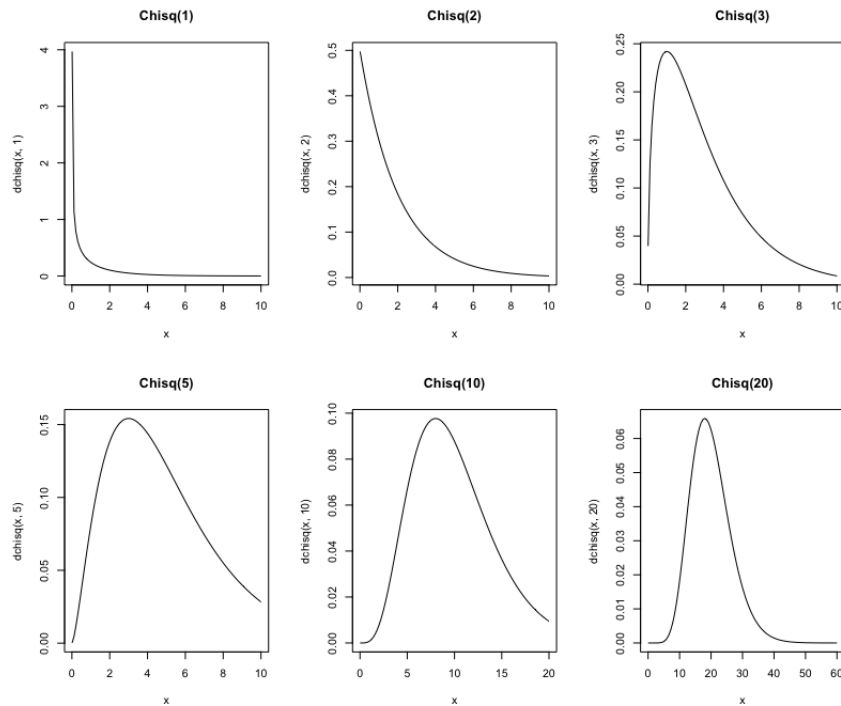 Chisq(1)
dchisq(x, 1)
4
3
2
1
0
0 2 4 6 8 10
x
Chisq(2)
dchisq(x, 2)
0.5
0.4
0.3
0.2
0.1
0.0
0 2 4 6 8 10
x
Chisq(3)
dchisq(x, 3)
0.25
0.20
0.15
0.10
0.05
0.00
0 2 4 6 8 10
x
Chisq(5)
dchisq(x, 5)
0.15
0.10
0.05
0.00
0 2 4 6 8 10
x
Chisq(10)
dchisq(x, 10)
0.10
0.08
0.06
0.04
0.02
0.00
0 5 10 15 20
x
Chisq(20)
dchisq(x, 20)
0.06
0.05
0.04
0.03
0.02
0.01
0.00
0 10 20 30 40 50 60
x